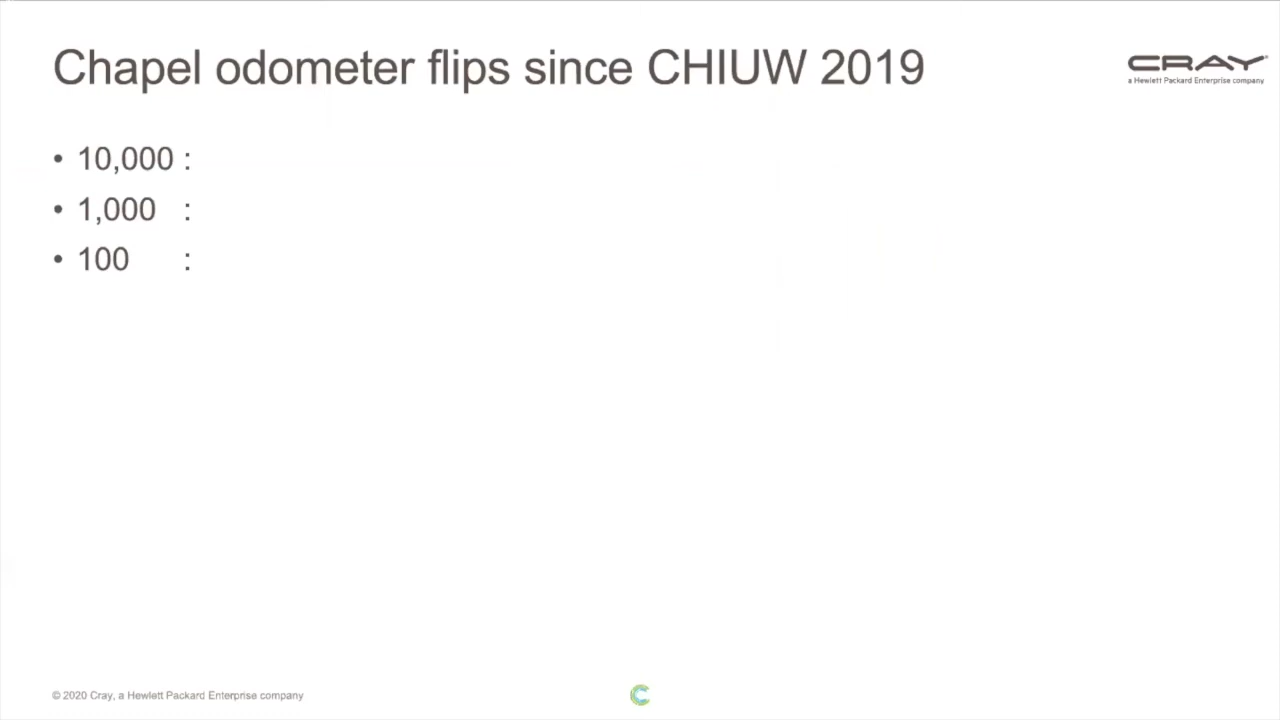 Chapel odometer flips since CHIUW 2019
CRAY
a Hewlett Packard Enterprise company
• 10,000 :
• 1,000 :
• 100 :
© 2020 Cray, a Hewlett Packard Enterprise company